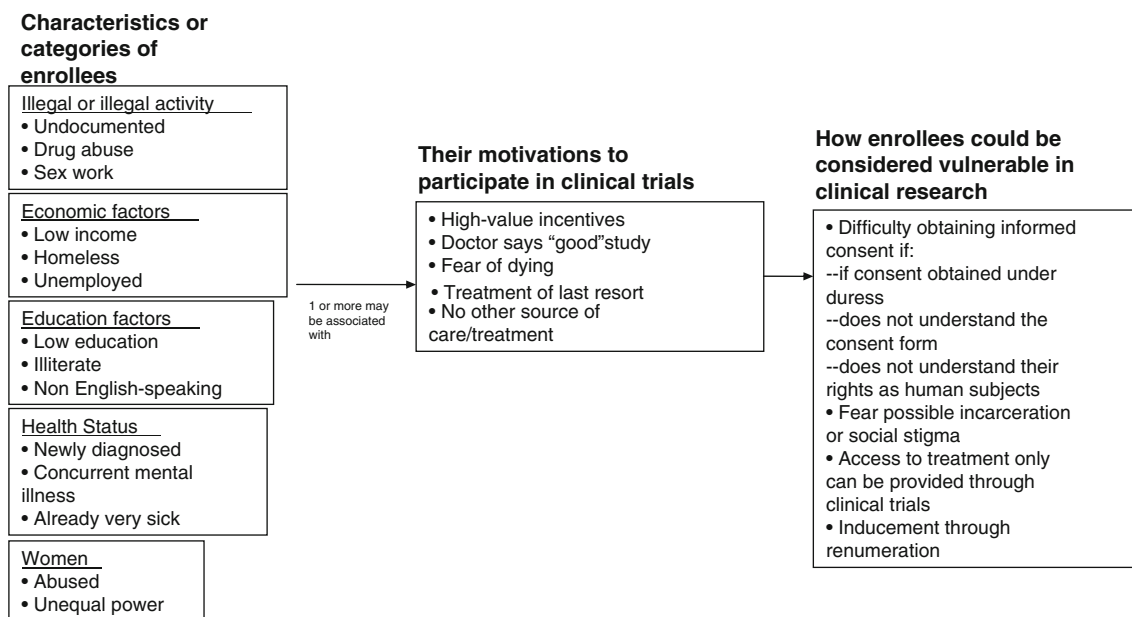 Characteristics or
categories of
enrollees
Illegal or illegal activity
• Undocumented
• Drug abuse
• Sex work
Economic factors
• Low income
• Homeless
• Unemployed
Education factors
• Low education
• Illiterate
• Non English-speaking
Health Status
• Newly diagnosed
• Concurrent mental
illness
• Already very sick
Women
• Abused
• Unequal power
1 or more may
be associated
with
Their motivations to
participate in clinical trials
• High-value incentives
• Doctor says “good”study
• Fear of dying
• Treatment of last resort
• No other source of
care/treatment
How enrollees could be
considered vulnerable in
clinical research
• Difficulty obtaining informed
consent if:
--if consent obtained under
duress
--does not understand the
consent form
--does not understand their
rights as human subjects
• Fear possible incarceration
or social stigma
• Access to treatment only
can be provided through
clinical trials
• Inducement through
renumeration